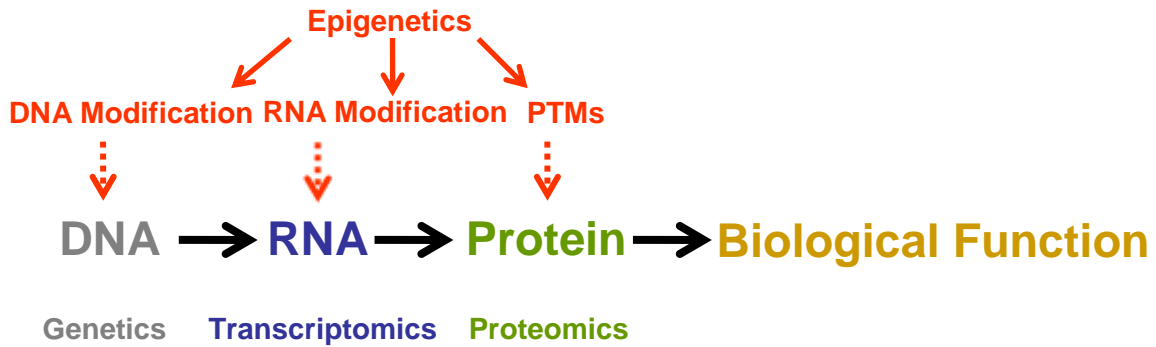 Epigenetics
DNA Modification RNA Modification PTMs
DNA RNA Protein Biological Function
Genetics Transcriptomics Proteomics